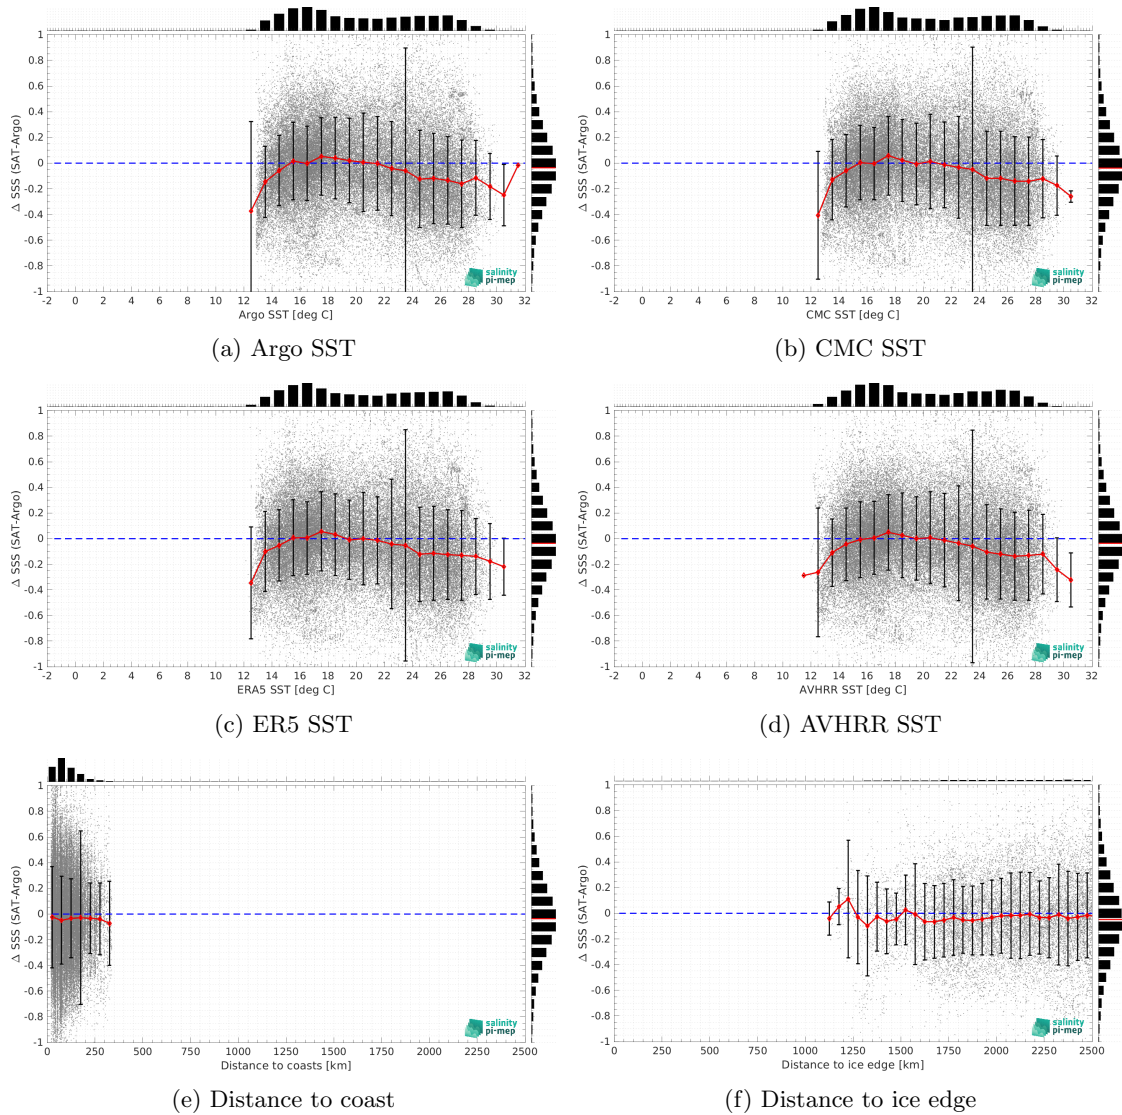 1
0.8
0.6
0.4
0.2
0
-0.2
-0.4
-0.6
-0.8
-1
Δ SSS (SAT-Argo)
salinity
pi-mep
-2 0 2 4 6 8 10 12 14 16 18 20 22 24 26 28 30 32
Argo SST [deg C]
(a) Argo SST
1
0.8
0.6
0.4
0.2
0
-0.2
-0.4
-0.6
-0.8
-1
Δ SSS (SAT-Argo)
salinity
pi-mep
-2 0 2 4 6 8 10 12 14 16 18 20 22 24 26 28 30 32
CMC SST [deg C]
(b) CMC SST
1
0.8
0.6
0.4
0.2
0
-0.2
-0.4
-0.6
-0.8
-1
Δ SSS (SAT-Argo)
salinity
pi-mep
-2 0 2 4 6 8 10 12 14 16 18 20 22 24 26 28 30 32
ERA5 SST [deg C]
(c) ER5 SST
1
0.8
0.6
0.4
0.2
0
-0.2
-0.4
-0.6
-0.8
-1
Δ SSS (SAT-Argo)
salinity
pi-mep
-2 0 2 4 6 8 10 12 14 16 18 20 22 24 26 28 30 32
AVHRR SST [deg C]
(d) AVHRR SST
1
0.8
0.6
0.4
0.2
0
-0.2
-0.4
-0.6
-0.8
-1
Δ SSS (SAT-Argo)
salinity
pi-mep
0 250 500 750 1000 1250 1500 1750 2000 2250 2500
Distance to coasts [km]
(e) Distance to coast
1
0.8
0.6
0.4
0.2
0
-0.2
-0.4
-0.6
-0.8
-1
Δ SSS (SAT-Argo)
salinity
pi-mep
0 250 500 750 1000 1250 1500 1750 2000 2250 2500
Distance to ice edge [km]
(f) Distance to ice edge